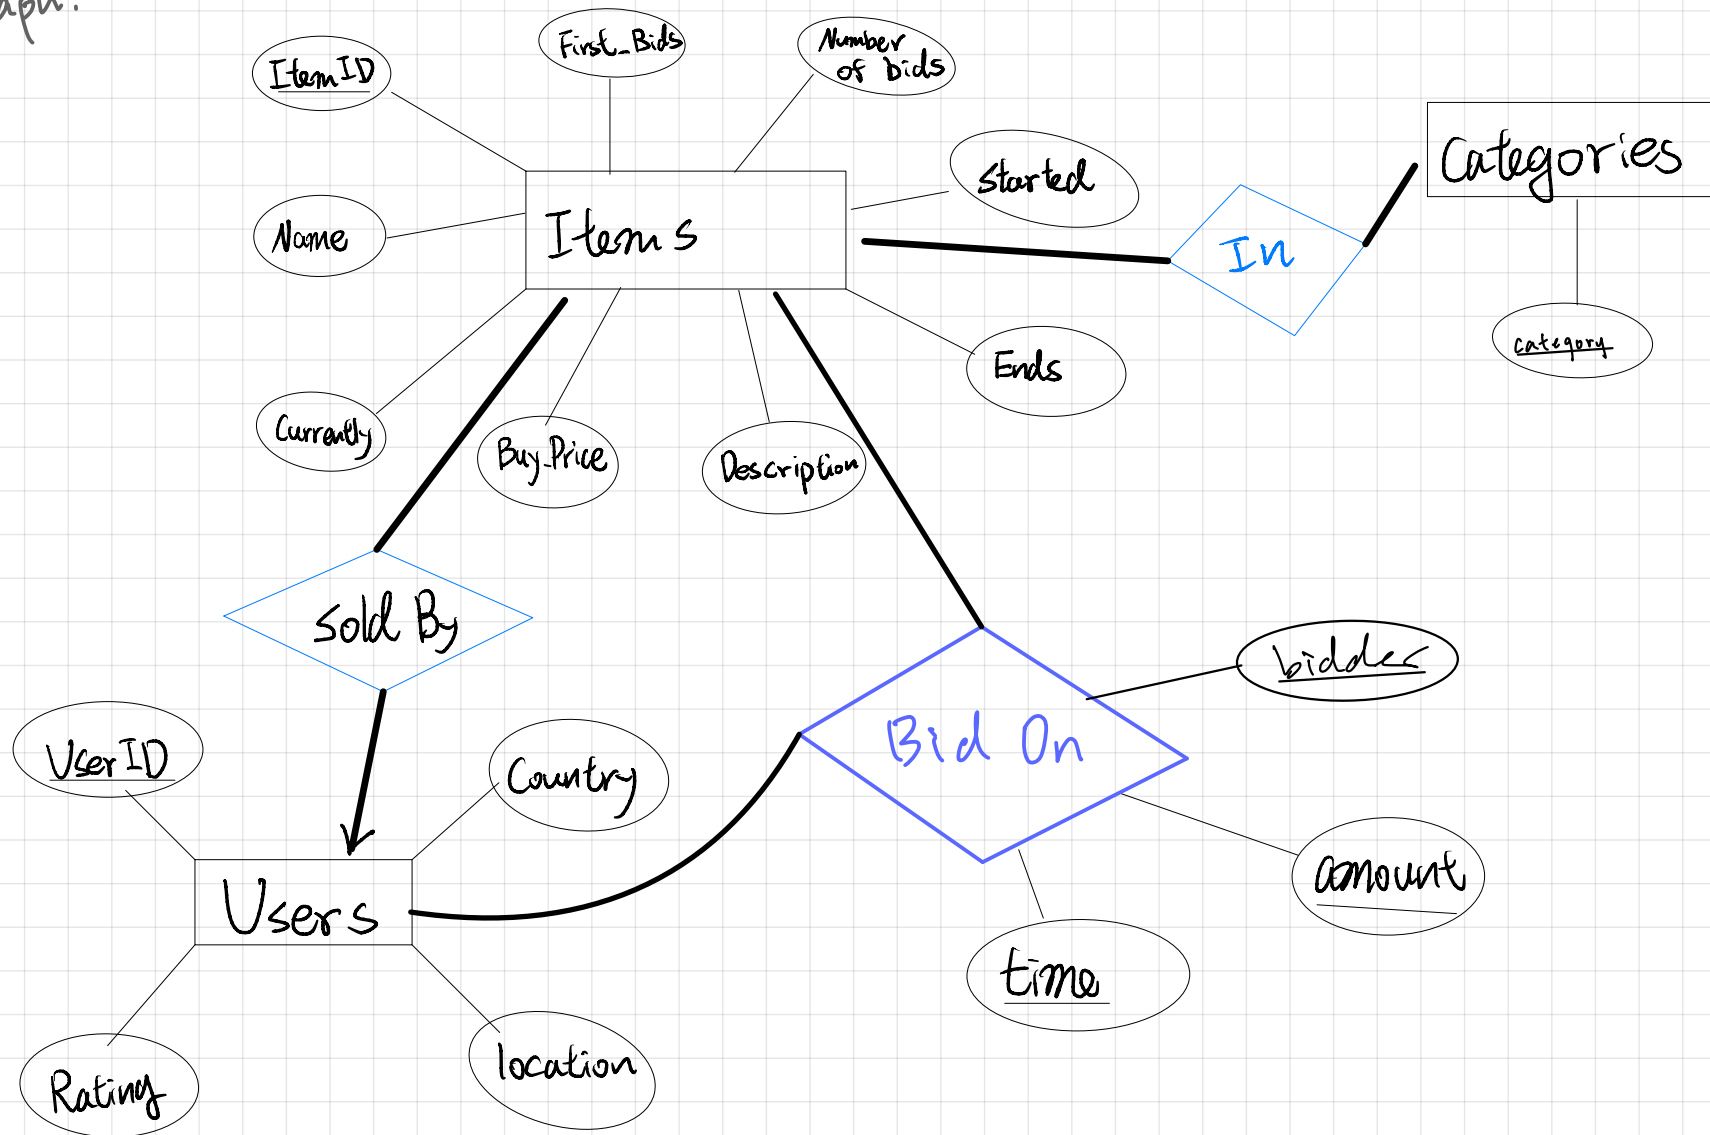 ItemID
First_Bids
Number
of bids
Started
Categories
Name
Items
In
category
Ends
Currently
Buy_Price
Description
Sold By
bidder
UserID
Country
Bid On
amount
Users
time
Rating
location